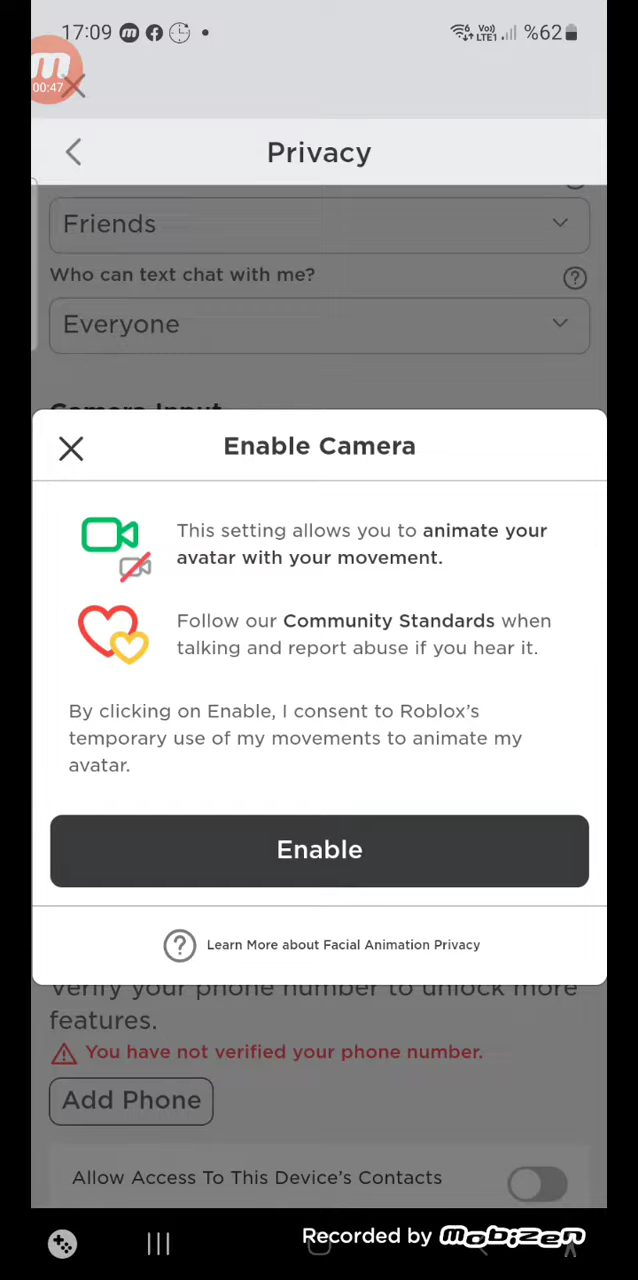 17:09
Vo))
LTE1
%62
00:47
Privacy
Friends
Who can text chat with me?
Everyone
Enable Camera
This setting allows you to animate your
avatar with your movement.
Follow our Community Standards when
talking and report abuse if you hear it.
By clicking on Enable, I consent to Roblox's
temporary use of my movements to animate my
avatar.
Enable
Learn More about Facial Animation Privacy
Verify your phone number to unlock more
features.
You have not verified your phone number.
Add Phone
Allow Access To This Device's Contacts
Recorded by Mobizen